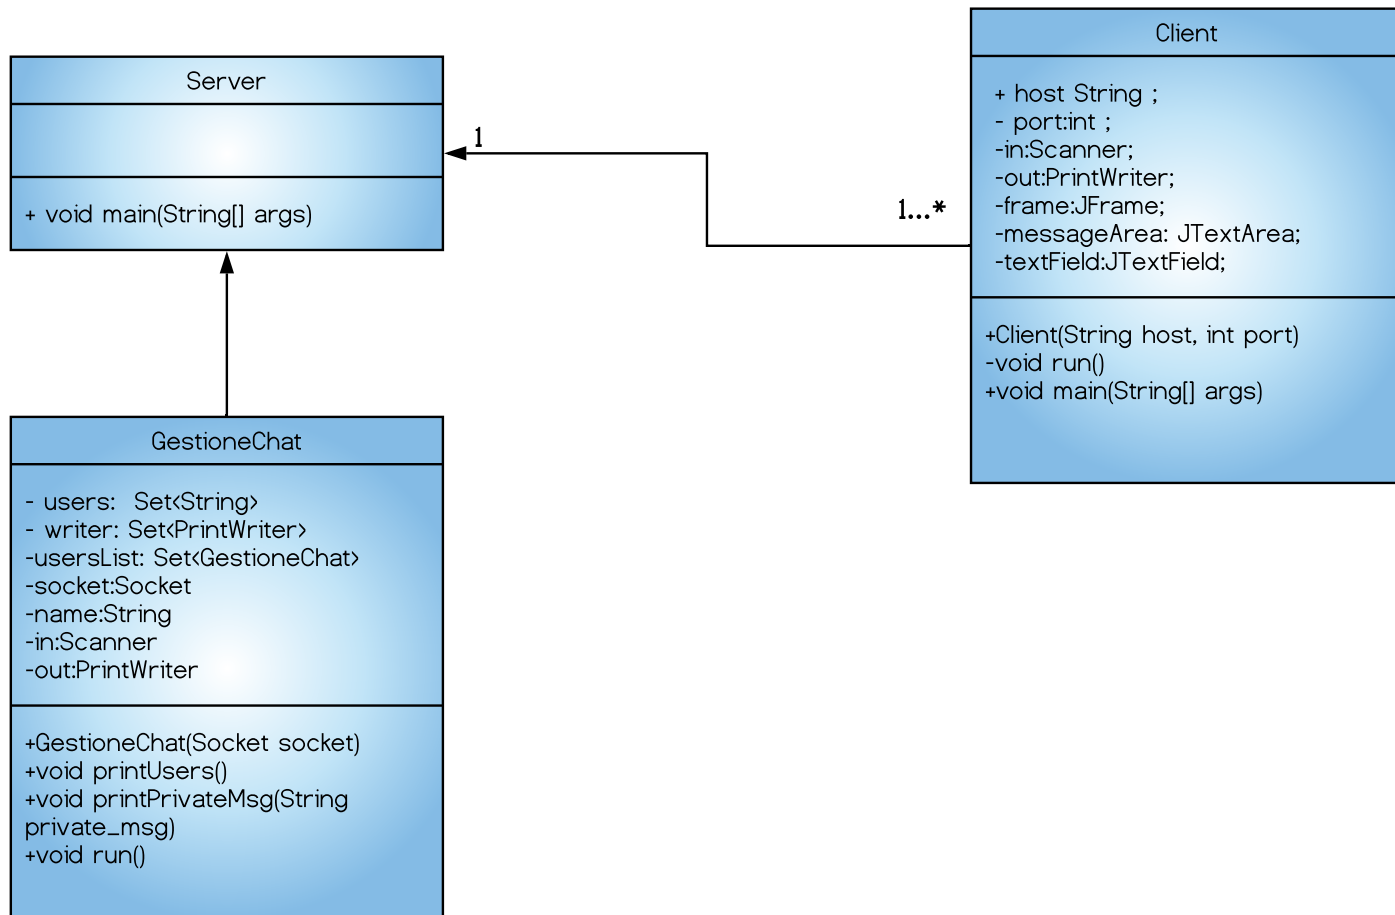 Server
+ void main(String[] args)
1
1...*
Client
+ host String ;
- port:int ;
-in:Scanner;
-out:PrintWriter;
-frame:JFrame;
-messageArea: JTextArea;
-textField:JTextField;
+Client(String host, int port)
-void run()
+void main(String[] args)
GestioneChat
- users:  Set<String>
- writer: Set<PrintWriter>
-usersList: Set<GestioneChat>
-socket:Socket
-name:String
-in:Scanner
-out:PrintWriter
+GestioneChat(Socket socket)
+void printUsers()
+void printPrivateMsg(String
private_msg)
+void run()